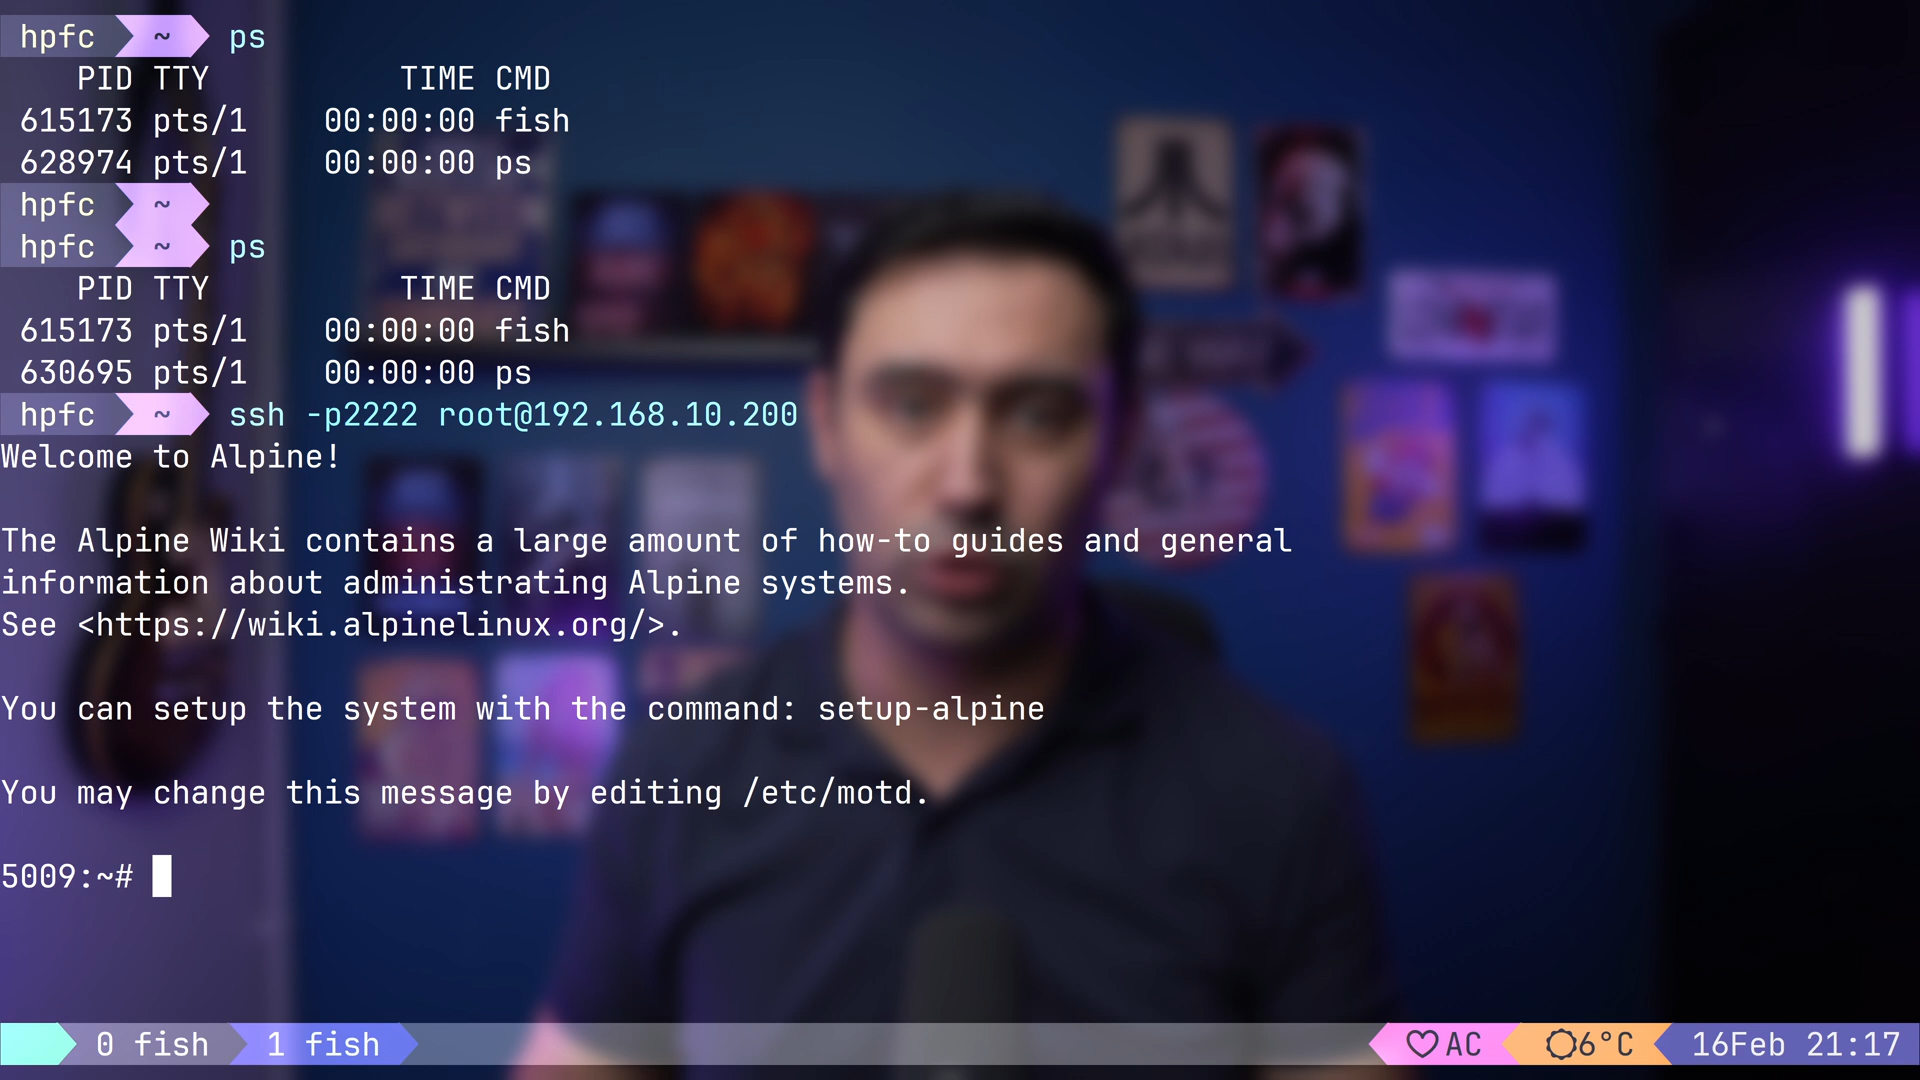 hpfc ~ ps
PID TTY TIME CMD
615173 pts/1 00:00:00 fish
628974 pts/1 00:00:00 ps
hpfc ~
hpfc ~ ps
PID TTY TIME CMD
615173 pts/1 00:00:00 fish
630695 pts/1 00:00:00 ps
hpfc ~ ssh -p2222 root@192.168.10.200
Welcome to Alpine!
The Alpine Wiki contains a large amount of how-to guides and general
information about administrating Alpine systems.
See <https://wiki.alpinelinux.org/>.
You can setup the system with the command: setup-alpine
You may change this message by editing /etc/motd.
5009:~#
0 fish 1 fish ♡ AC 6°C 16Feb 21:17